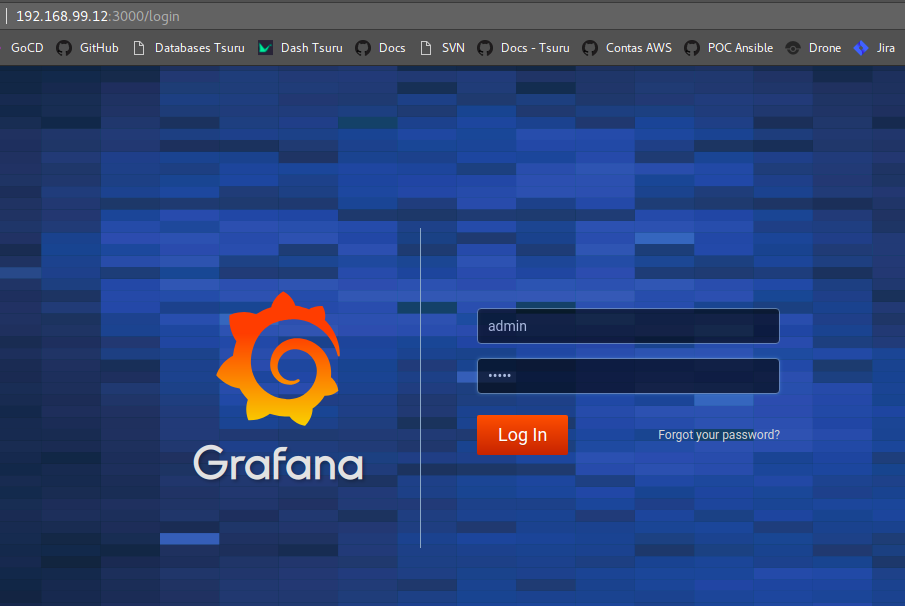 192.168.99.12:3000/login
GoCD GitHub Databases Tsuru Dash Tsuru Docs SVN Docs - Tsuru Contas AWS POC Ansible Drone Jira
admin
•••••
Log In Forgot your password?
Grafana